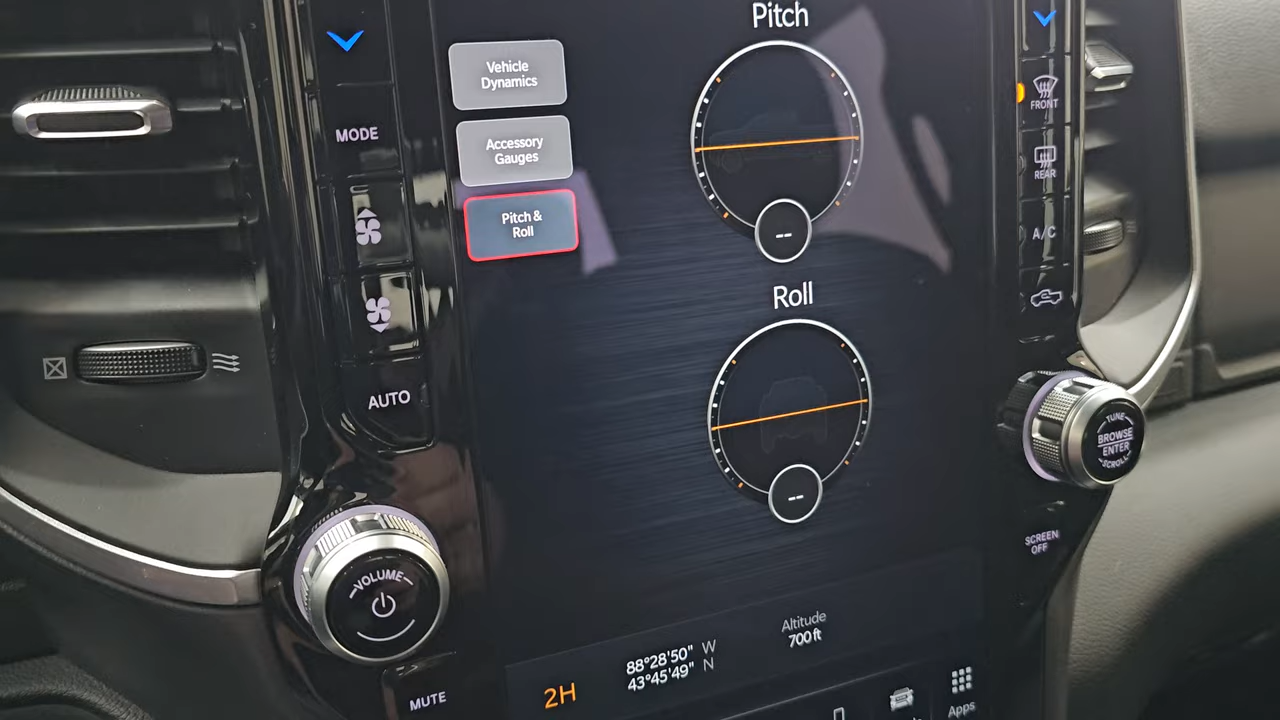 Pitch
Vehicle
Dynamics
Accessory
Gauges
Pitch &
Roll
--
Roll
--
MODE
AUTO
VOLUME
MUTE
FRONT
REAR
A/C
TUNE
BROWSE
ENTER
SCROLL
SCREEN
OFF
2H
88°28'50" W
43°45'49" N
Altitude
700 ft
Apps